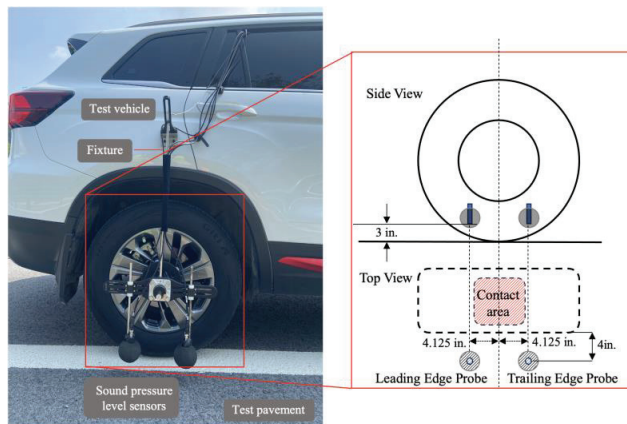 Test vehicle
Fixture
Sound pressure
level sensors
Test pavement
Side View
3 in.
Top View
Contact
area
4.125 in.
4.125 in.
4in.
Leading Edge Probe
Trailing Edge Probe